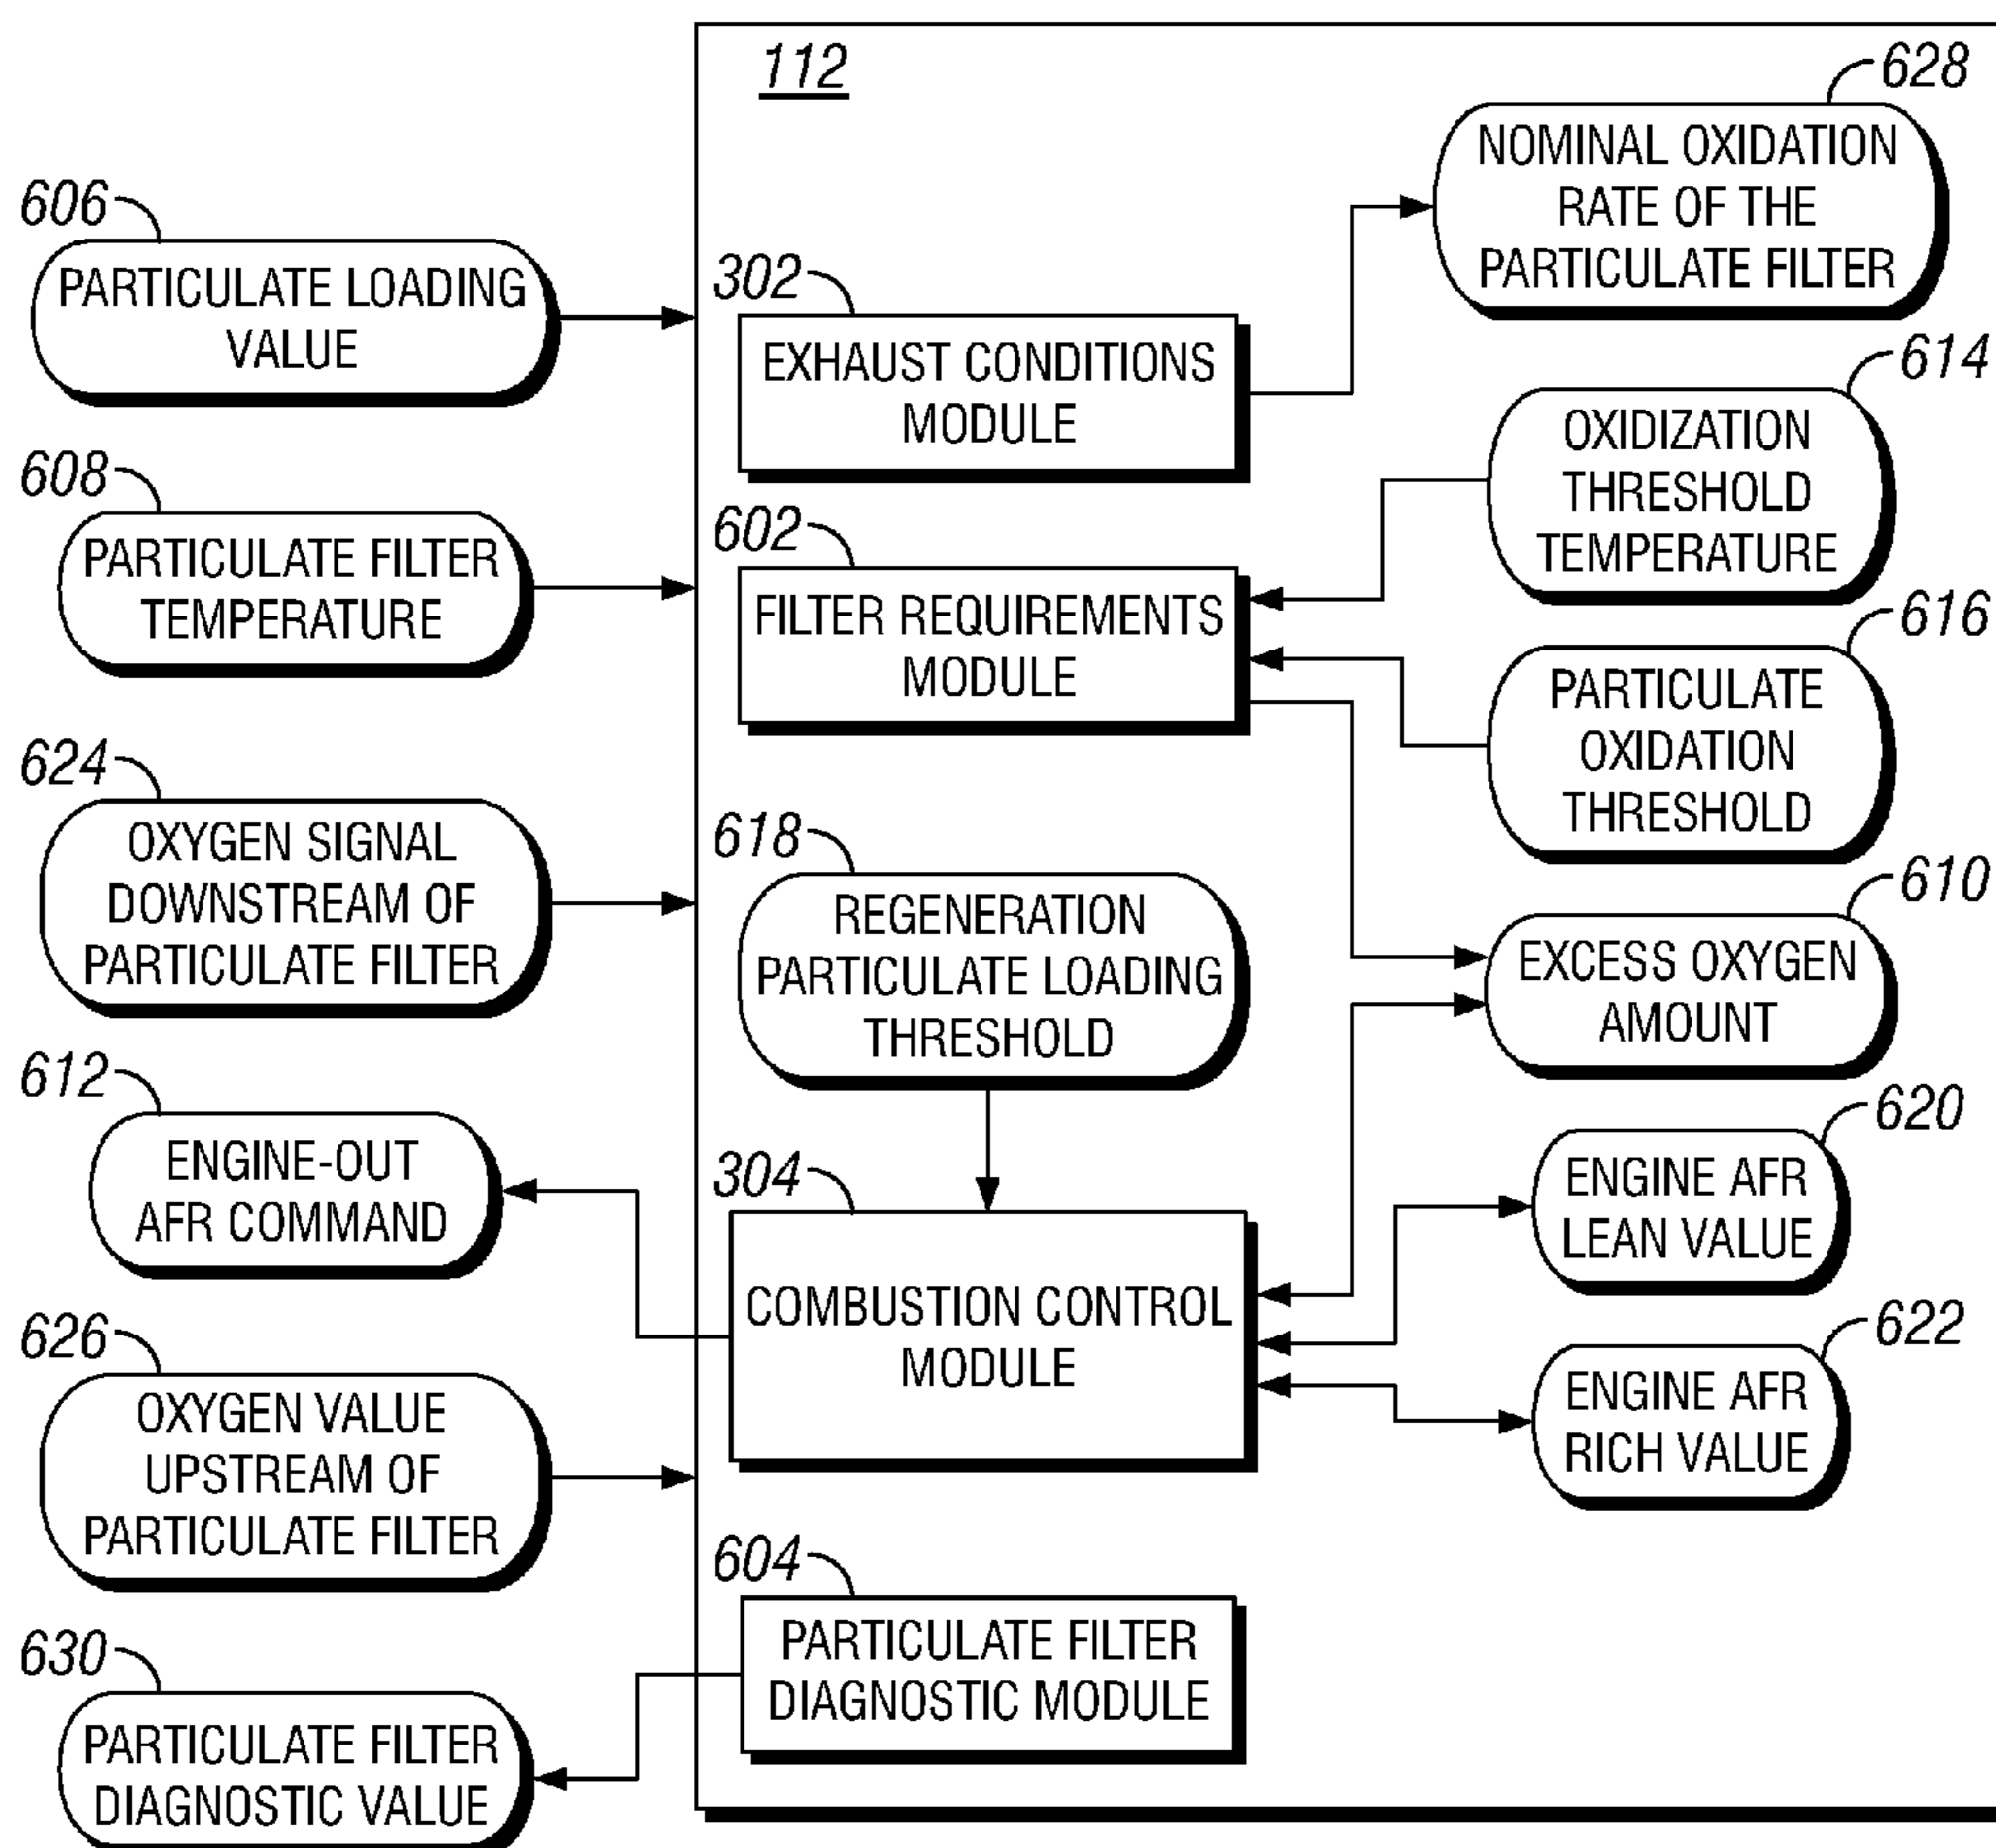 112
606
PARTICULATE LOADING
VALUE
608
PARTICULATE FILTER
TEMPERATURE
624
OXYGEN SIGNAL
DOWNSTREAM OF
PARTICULATE FILTER
612
ENGINE-OUT
AFR COMMAND
626
OXYGEN VALUE
UPSTREAM OF
PARTICULATE FILTER
630
PARTICULATE FILTER
DIAGNOSTIC VALUE
302
EXHAUST CONDITIONS
MODULE
602
FILTER REQUIREMENTS
MODULE
618
REGENERATION
PARTICULATE LOADING
THRESHOLD
304
COMBUSTION CONTROL
MODULE
604
PARTICULATE FILTER
DIAGNOSTIC MODULE
628
NOMINAL OXIDATION
RATE OF THE
PARTICULATE FILTER
614
OXIDIZATION
THRESHOLD
TEMPERATURE
616
PARTICULATE
OXIDATION
THRESHOLD
610
EXCESS OXYGEN
AMOUNT
620
ENGINE AFR
LEAN VALUE
622
ENGINE AFR
RICH VALUE